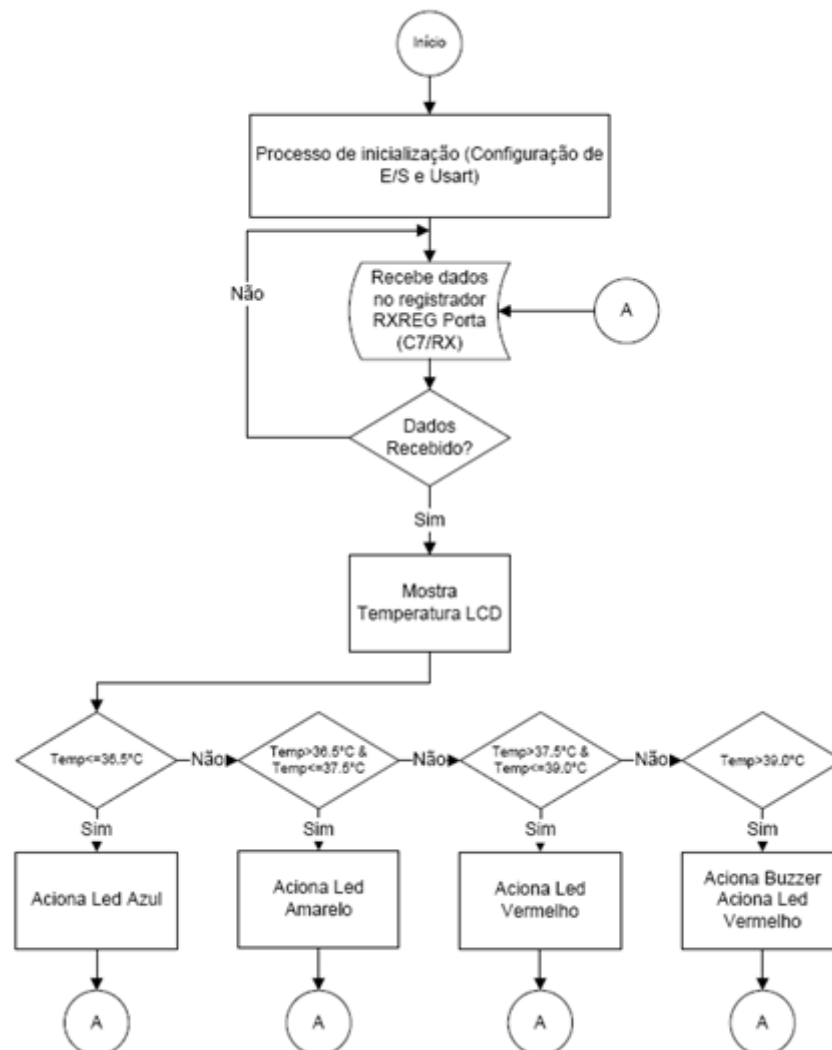 Início
Processo de inicialização (Configuração de
E/S e Usart)
Não
Recebe dados
no registrador
RXREG Porta
(C7/RX)
A
Dados
Recebido?
Sim
Mostra
Temperatura LCD
Temp<=36.5°C
Não
Temp>36.5°C &
Temp<=37.5°C
Não
Temp>37.5°C &
Temp<=39.0°C
Não
Temp>39.0°C
Sim
Sim
Sim
Sim
Aciona Led Azul
Aciona Led
Amarelo
Aciona Led
Vermelho
Aciona Buzzer
Aciona Led
Vermelho
A
A
A
A